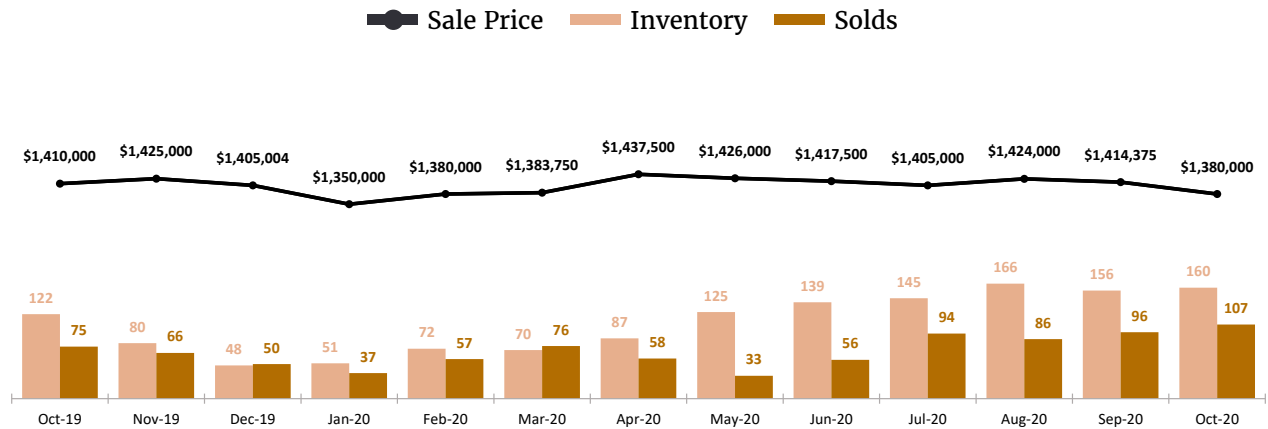 Sale Price Inventory Solds
$1,410,000 $1,425,000 $1,405,004 $1,350,000 $1,380,000 $1,383,750 $1,437,500 $1,426,000 $1,417,500 $1,405,000 $1,424,000 $1,414,375 $1,380,000
122 75 80 66 48 50 51 37 72 57 70 76 87 58 125 33 139 56 145 94 166 86 156 96 160 107
Oct-19 Nov-19 Dec-19 Jan-20 Feb-20 Mar-20 Apr-20 May-20 Jun-20 Jul-20 Aug-20 Sep-20 Oct-20